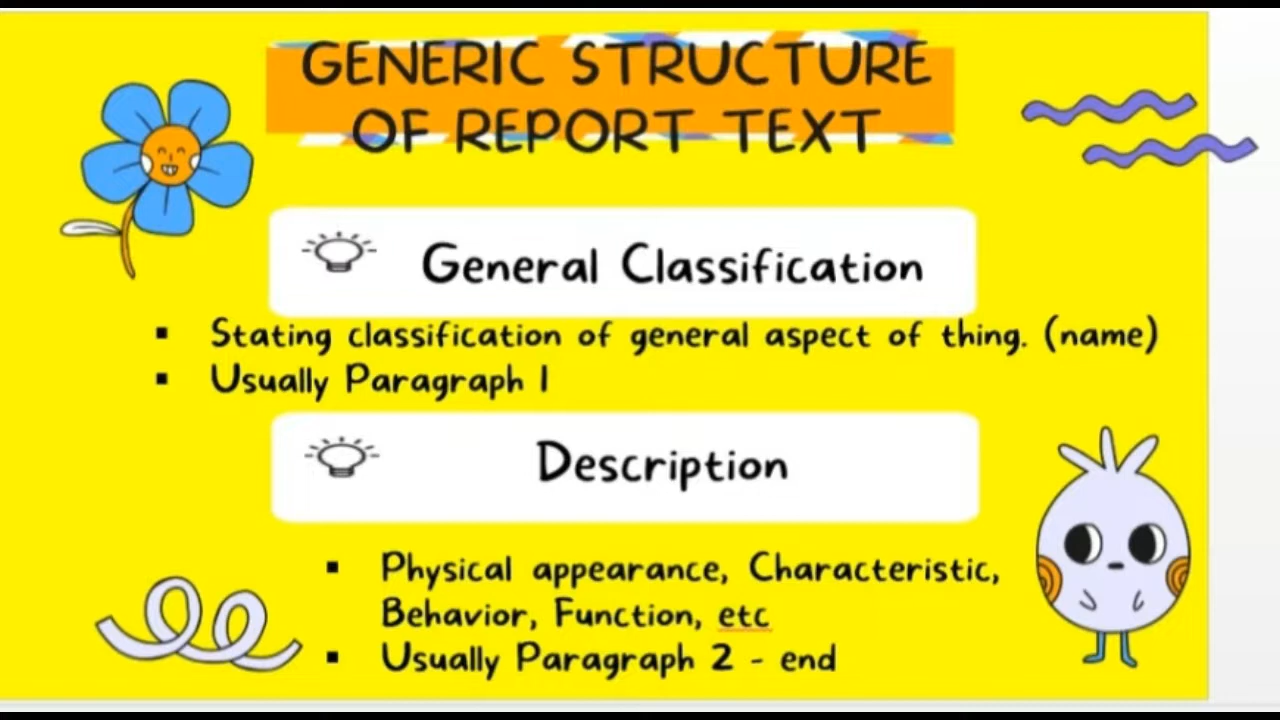 GENERIC STRUCTURE
OF REPORT TEXT
General Classification
▪ Stating classification of general aspect of thing. (name)
▪ Usually Paragraph 1
Description
▪ Physical appearance, Characteristic,
Behavior, Function, etc
▪ Usually Paragraph 2 - end